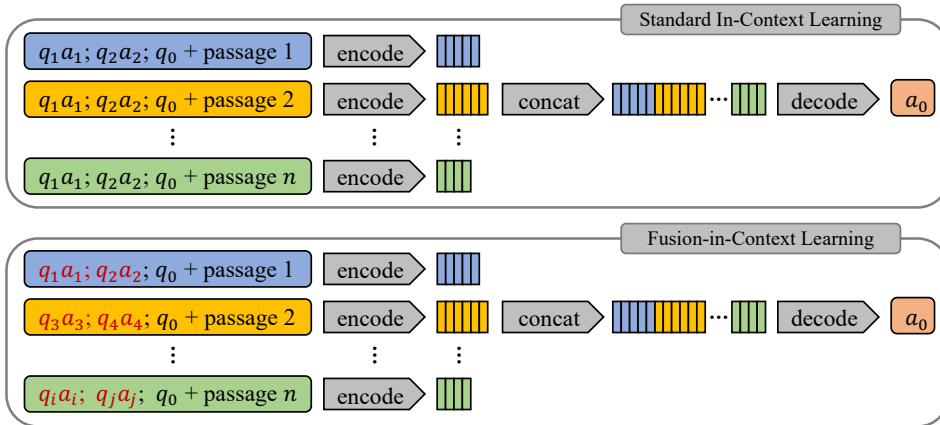 Standard In-Context Learning
q₁a₁; q₂a₂; q₀ + passage 1 encode
q₁a₁; q₂a₂; q₀ + passage 2 encode concat ··· decode a₀
⋮ ⋮ ⋮
q₁a₁; q₂a₂; q₀ + passage n encode
Fusion-in-Context Learning
q₁a₁; q₂a₂; q₀ + passage 1 encode
q₃a₃; q₄a₄; q₀ + passage 2 encode concat ··· decode a₀
⋮ ⋮ ⋮
qᵢaᵢ; qⱼaⱼ; q₀ + passage n encode